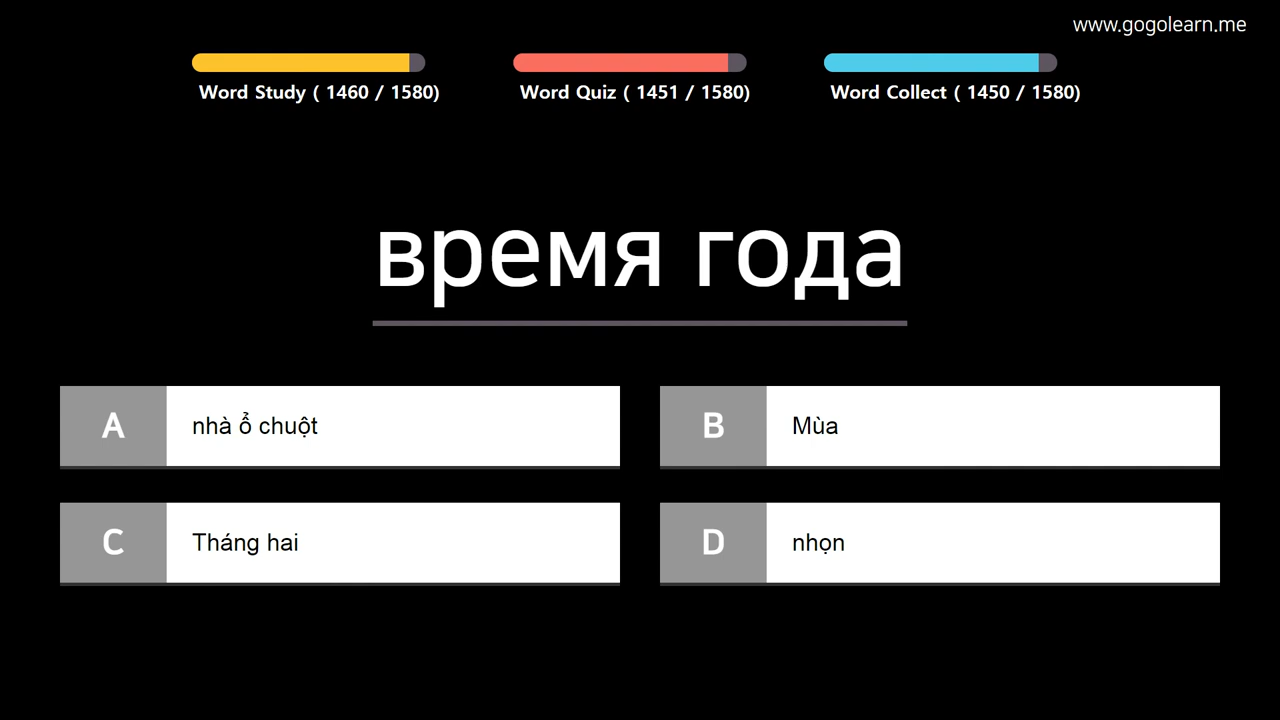 www.gogolearn.me
Word Study ( 1460 / 1580)
Word Quiz ( 1451 / 1580)
Word Collect ( 1450 / 1580)
время года
A nhà ổ chuột
B Mùa
C Tháng hai
D nhọn